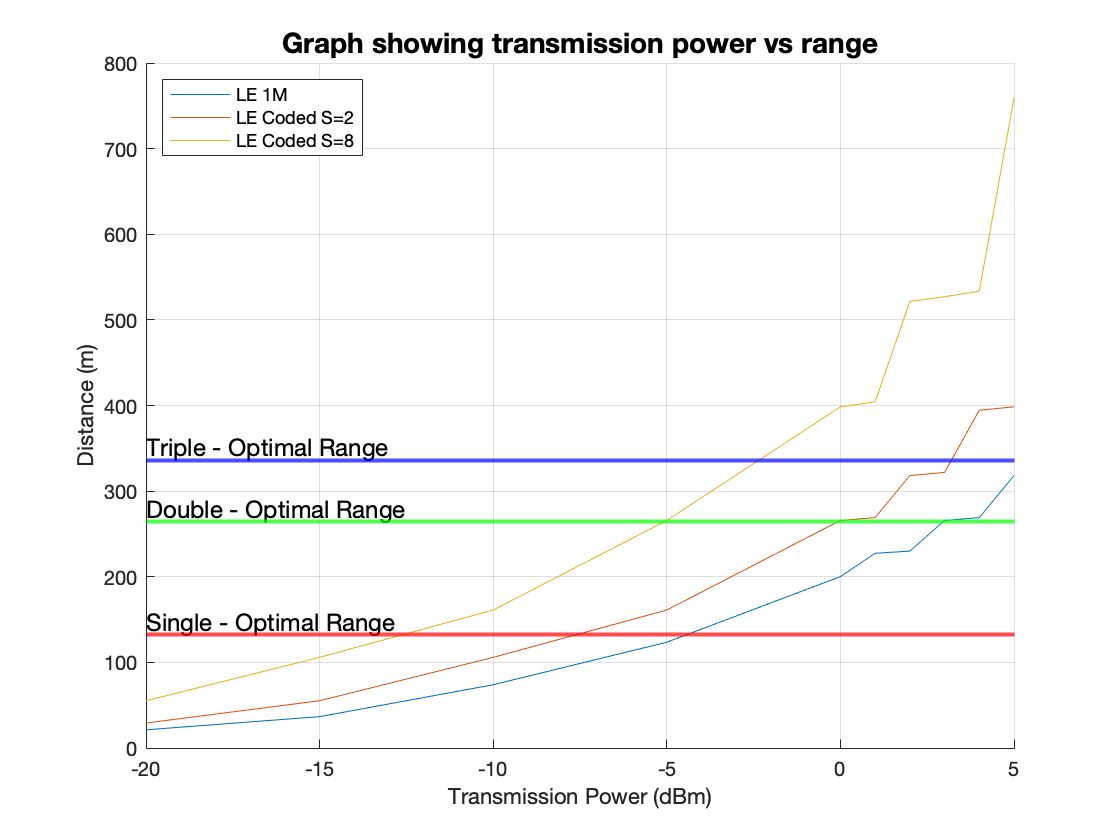 Graph showing transmission power vs range
LE 1M
LE Coded S=2
LE Coded S=8
800
700
600
500
400
300
200
100
0
Distance (m)
Triple - Optimal Range
Double - Optimal Range
Single - Optimal Range
-20
-15
-10
-5
0
5
Transmission Power (dBm)